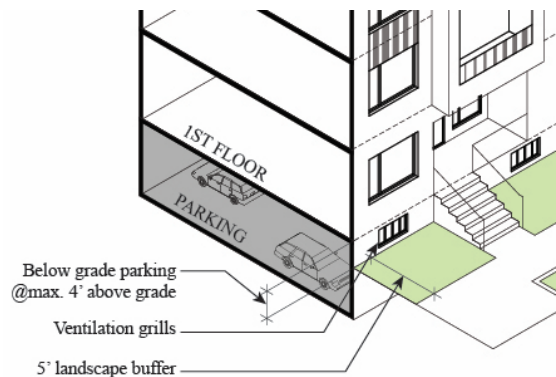 1ST FLOOR
PARKING
Below grade parking
@max. 4’ above grade
Ventilation grills
5’ landscape buffer